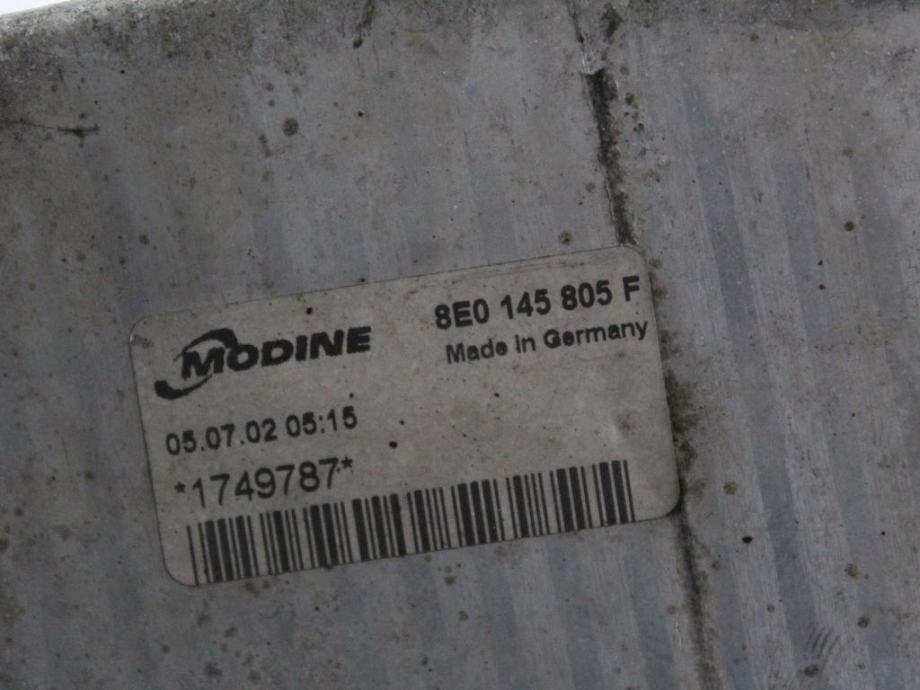 MODINE
8E0 145 805 F
Made in Germany
05.07.02 05:15
*1749787*